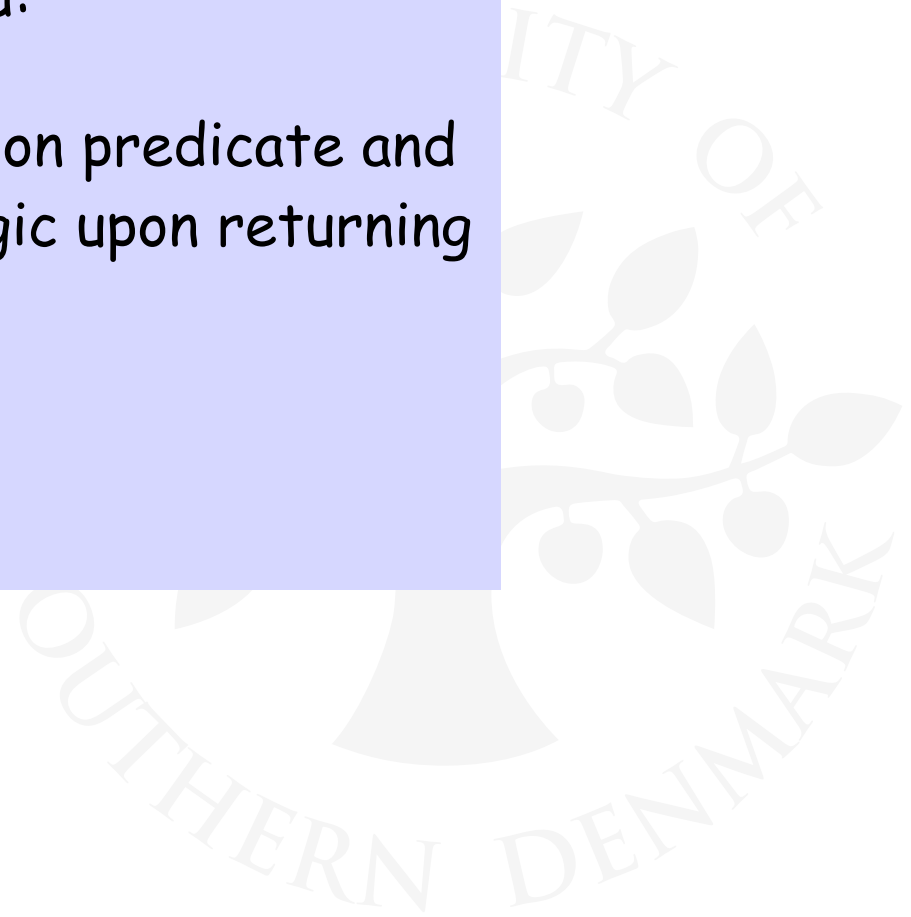 on predicate and
gic upon returning
ITY OF
OUTHERN DENMARK